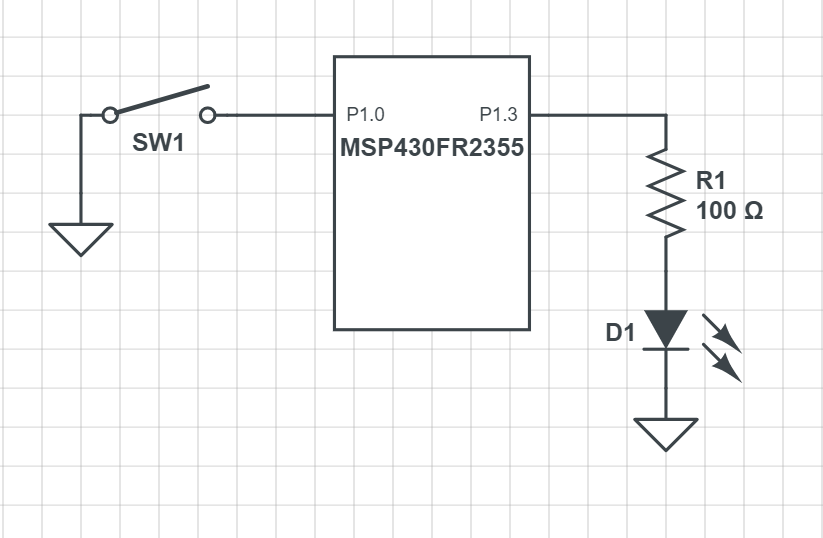 P1.0 P1.3
SW1
MSP430FR2355
R1
100 Ω
D1